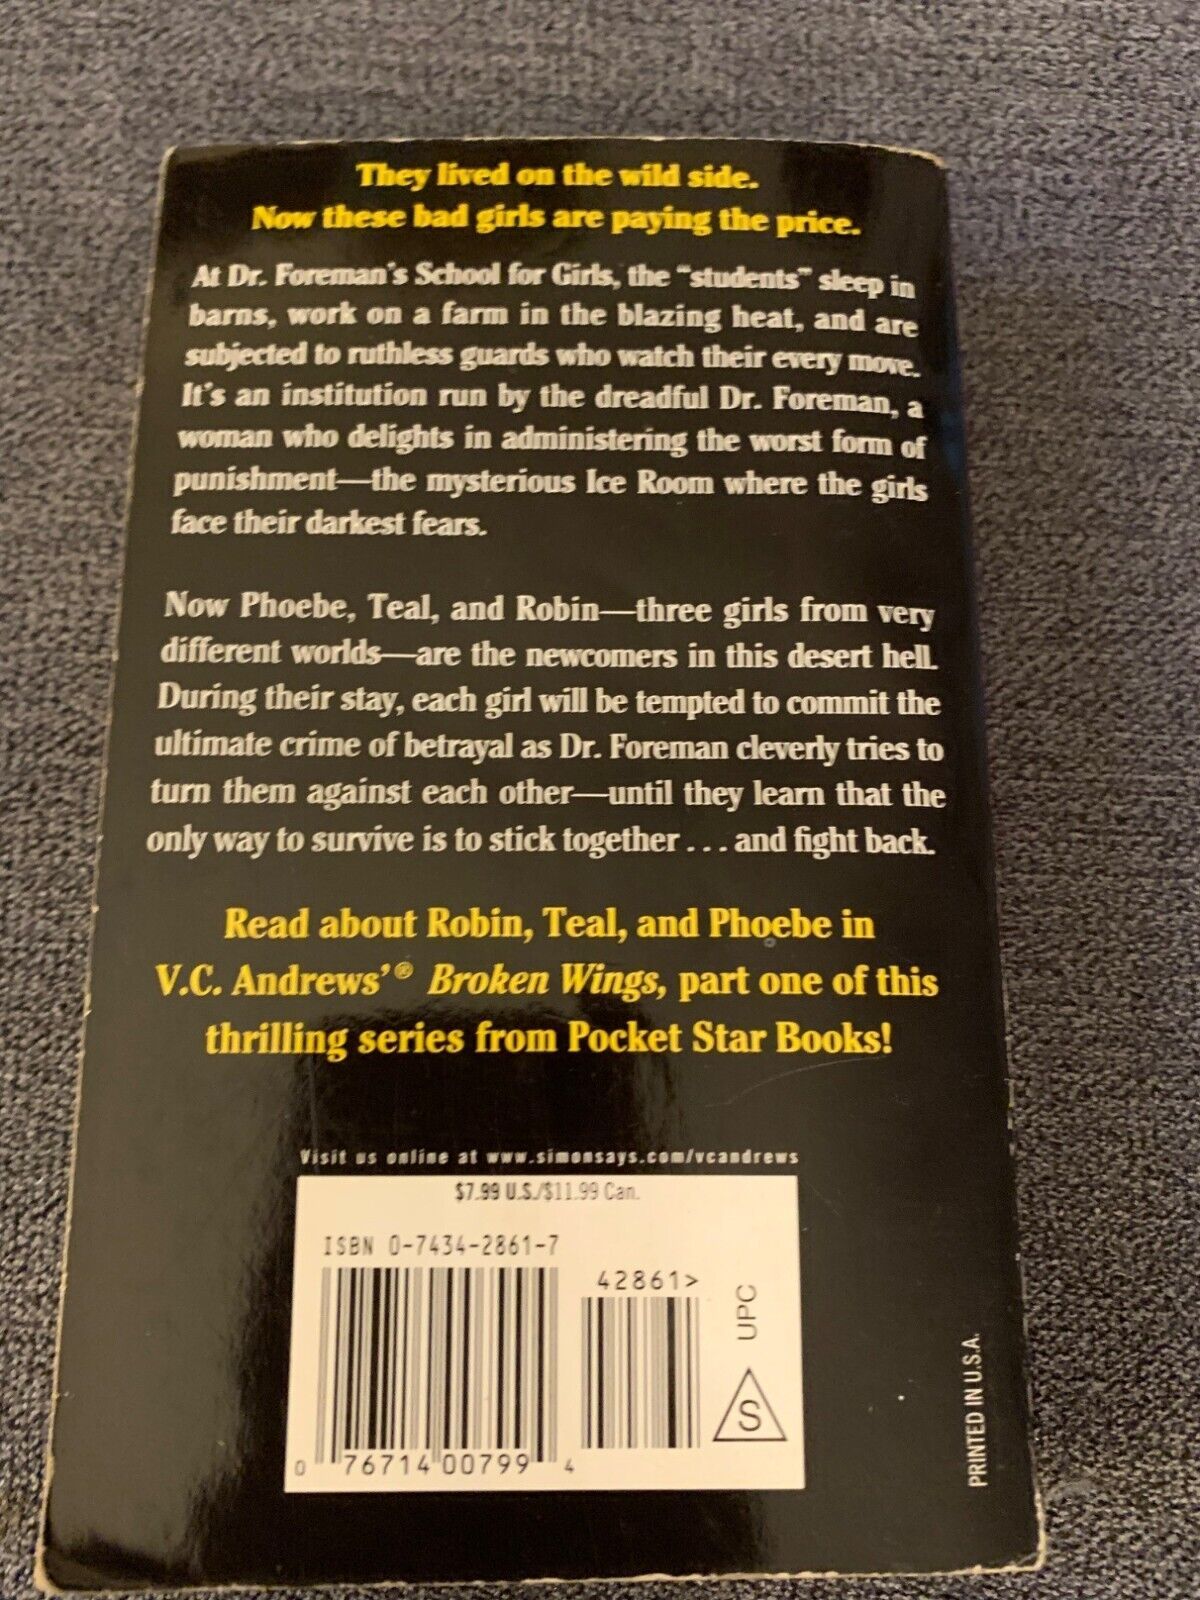 They lived on the wild side.
Now these bad girls are paying the price.
At Dr. Foreman's School for Girls, the "students" sleep in
barns, work on a farm in the blazing heat, and are
subjected to ruthless guards who watch their every move.
It's an institution run by the dreadful Dr. Foreman, a
woman who delights in administering the worst form of
punishment—the mysterious Ice Room where the girls
face their darkest fears.
Now Phoebe, Teal, and Robin—three girls from very
different worlds—are the newcomers in this desert hell.
During their stay, each girl will be tempted to commit the
ultimate crime of betrayal as Dr. Foreman cleverly tries to
turn them against each other—until they learn that the
only way to survive is to stick together . . . and fight back.
Read about Robin, Teal, and Phoebe in
V.C. Andrews'® Broken Wings, part one of this
thrilling series from Pocket Star Books!
Visit us online at www.simonsays.com/vcandrews
$7.99 U.S./$11.99 Can.
ISBN 0-7434-2861-7
42861>
UPC
S
0 76714 00799 4
PRINTED IN U.S.A.